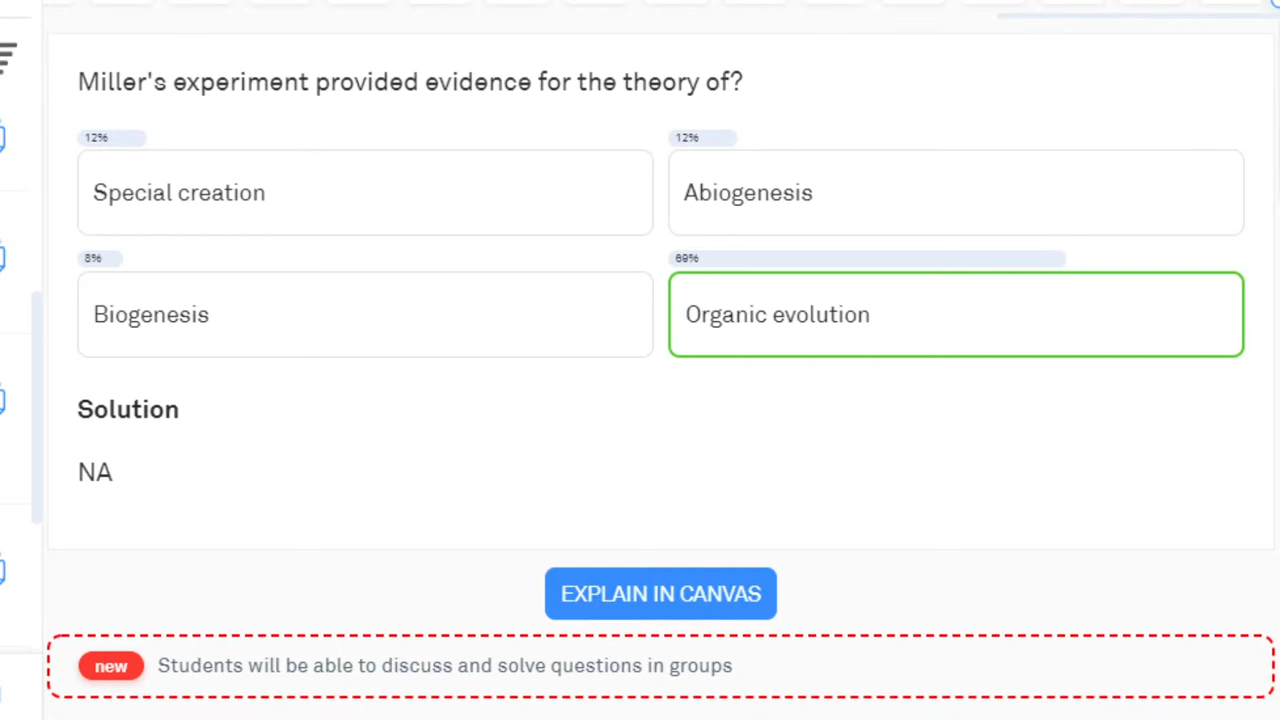 Miller's experiment provided evidence for the theory of?
12%
12%
Special creation
Abiogenesis
8%
69%
Biogenesis
Organic evolution
Solution
NA
EXPLAIN IN CANVAS
new Students will be able to discuss and solve questions in groups